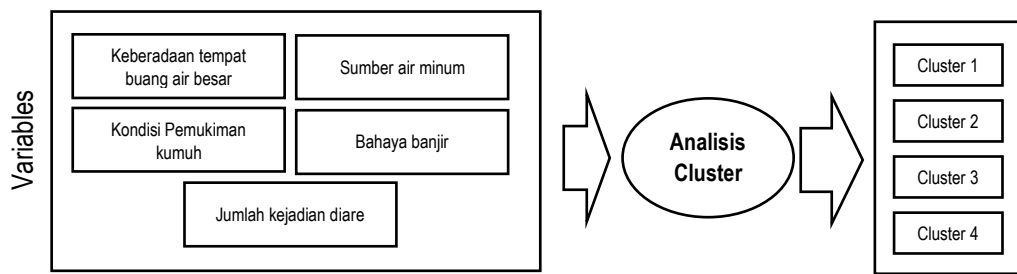 Variables
Keberadaan tempat
buang air besar
Sumber air minum
Kondisi Pemukiman
kumuh
Bahaya banjir
Jumlah kejadian diare
Analisis
Cluster
Cluster 1
Cluster 2
Cluster 3
Cluster 4